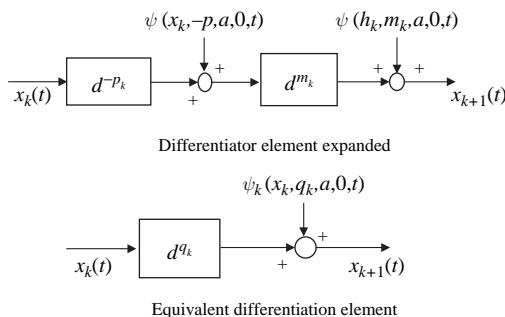 ψ (x_k,–p,a,0,t) ψ (h_k,m_k,a,0,t)
+ +
d^{–p_k} d^{m_k}
+ +
x_k(t) x_{k+1}(t)
Differentiator element expanded
ψ_k (x_k,q_k,a,0,t)
d^{q_k} +
+
x_k(t) x_{k+1}(t)
Equivalent differentiation element